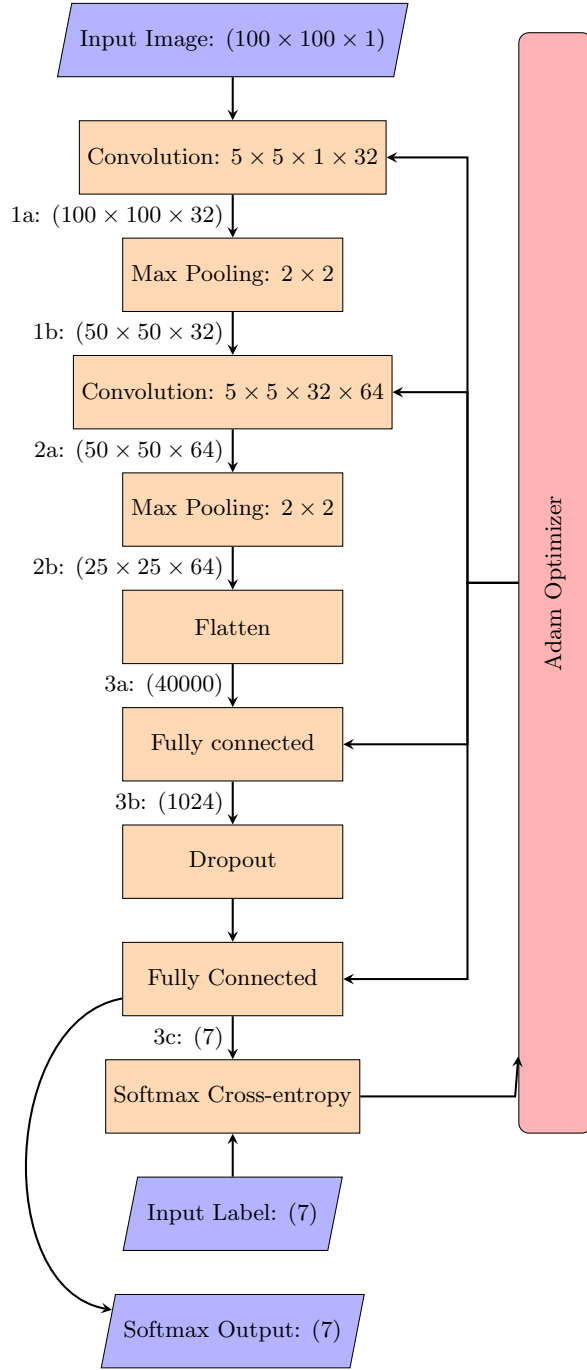 Input Image: (100 × 100 × 1)
Convolution: 5 × 5 × 1 × 32
1a: (100 × 100 × 32)
Max Pooling: 2 × 2
1b: (50 × 50 × 32)
Convolution: 5 × 5 × 32 × 64
2a: (50 × 50 × 64)
Max Pooling: 2 × 2
2b: (25 × 25 × 64)
Flatten
3a: (40000)
Fully connected
3b: (1024)
Dropout
Fully Connected
3c: (7)
Softmax Cross-entropy
Input Label: (7)
Softmax Output: (7)
Adam Optimizer